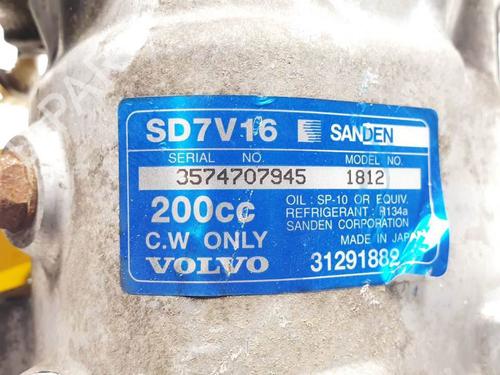 SD7V16 SANDEN
SERIAL NO. MODEL NO.
3574707945 1812
200cc OIL : SP-10 OR EQUIV.
REFRIGERANT : R134a
SANDEN CORPORATION
C.W ONLY MADE IN JAPAN
VOLVO 31291882